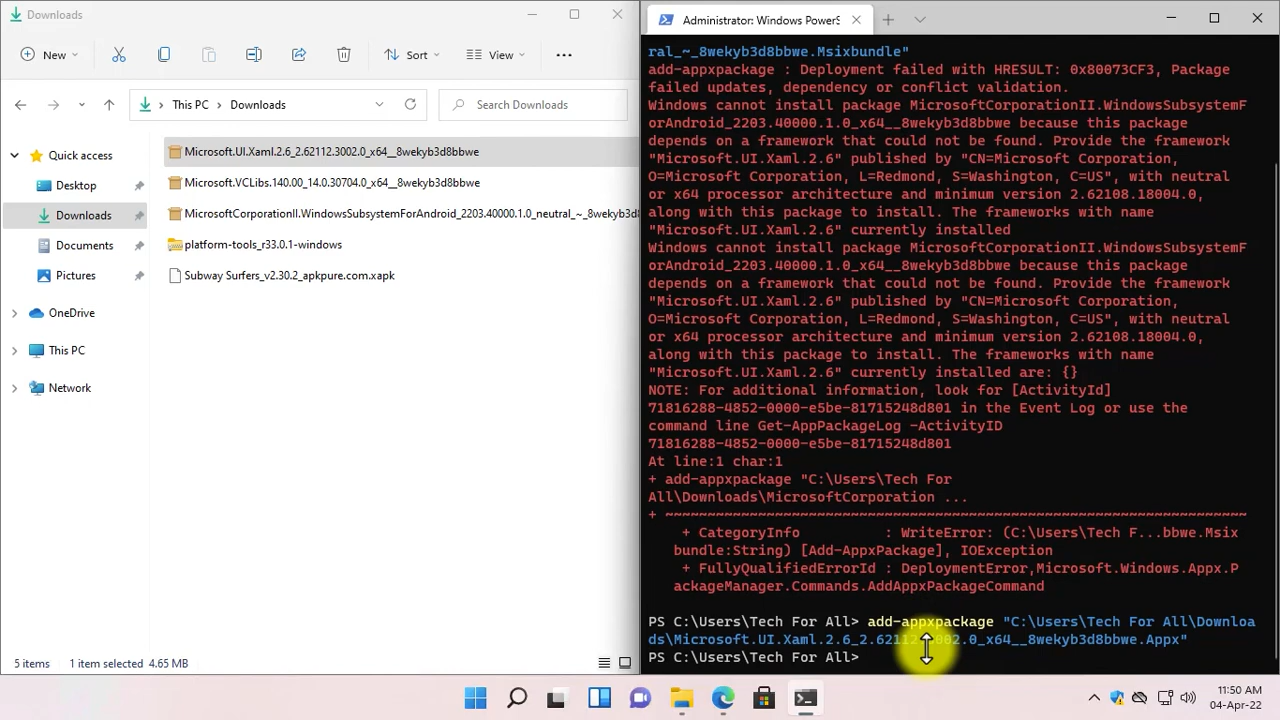 Downloads
New
Sort
View
This PC
Downloads
Search Downloads
Quick access
Desktop
Downloads
Documents
Pictures
OneDrive
This PC
Network
Microsoft.UI.Xaml.2.6_2.62112.3002.0_x64__8wekyb3d8bbwe
Microsoft.VCLibs.140.00_14.0.30704.0_x64__8wekyb3d8bbwe
MicrosoftCorporationII.WindowsSubsystemForAndroid_2203.40000.1.0_neutral_~_8wekyb3d8
platform-tools_r33.0.1-windows
Subway Surfers_v2.30.2_apkpure.com.xapk
5 items
1 item selected 4.65 MB
Administrator: Windows PowerS
ral_~_8wekyb3d8bbwe.Msixbundle"
add-appxpackage : Deployment failed with HRESULT: 0x80073CF3, Package
failed updates, dependency or conflict validation.
Windows cannot install package MicrosoftCorporationII.WindowsSubsystemF
orAndroid_2203.40000.1.0_x64__8wekyb3d8bbwe because this package
depends on a framework that could not be found. Provide the framework
"Microsoft.UI.Xaml.2.6" published by "CN=Microsoft Corporation,
O=Microsoft Corporation, L=Redmond, S=Washington, C=US", with neutral
or x64 processor architecture and minimum version 2.62108.18004.0,
along with this package to install. The frameworks with name
"Microsoft.UI.Xaml.2.6" currently installed
Windows cannot install package MicrosoftCorporationII.WindowsSubsystemF
orAndroid_2203.40000.1.0_x64__8wekyb3d8bbwe because this package
depends on a framework that could not be found. Provide the framework
"Microsoft.UI.Xaml.2.6" published by "CN=Microsoft Corporation,
O=Microsoft Corporation, L=Redmond, S=Washington, C=US", with neutral
or x64 processor architecture and minimum version 2.62108.18004.0,
along with this package to install. The frameworks with name
"Microsoft.UI.Xaml.2.6" currently installed are: {}
NOTE: For additional information, look for [ActivityId]
71816288-4852-0000-e5be-81715248d801 in the Event Log or use the
command line Get-AppPackageLog -ActivityID
71816288-4852-0000-e5be-81715248d801
At line:1 char:1
+ add-appxpackage "C:\Users\Tech For
All\Downloads\MicrosoftCorporation ...
+ ~~~~~~~~~~~~~~~~~~~~~~~~~~~~~~~~~~~~~~~~~~~~~~~~~~~~~~~~~~~~~~~~~~~~~
+ CategoryInfo : WriteError: (C:\Users\Tech F...bbwe.Msix
bundle:String) [Add-AppxPackage], IOException
+ FullyQualifiedErrorId : DeploymentError,Microsoft.Windows.Appx.P
ackageManager.Commands.AddAppxPackageCommand
PS C:\Users\Tech For All> add-appxpackage "C:\Users\Tech For All\Downloa
ds\Microsoft.UI.Xaml.2.6_2.62112.3002.0_x64__8wekyb3d8bbwe.Appx"
PS C:\Users\Tech For All>
11:50 AM
04-Apr-22